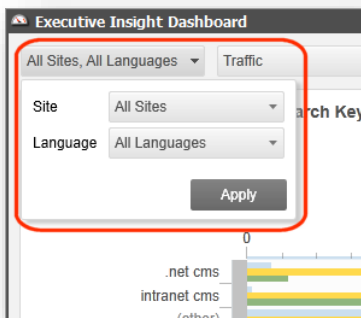 Executive Insight Dashboard
All Sites, All Languages Traffic
Site All Sites
arch Key
Language All Languages
Apply
0
.net cms
intranet cms
(other)